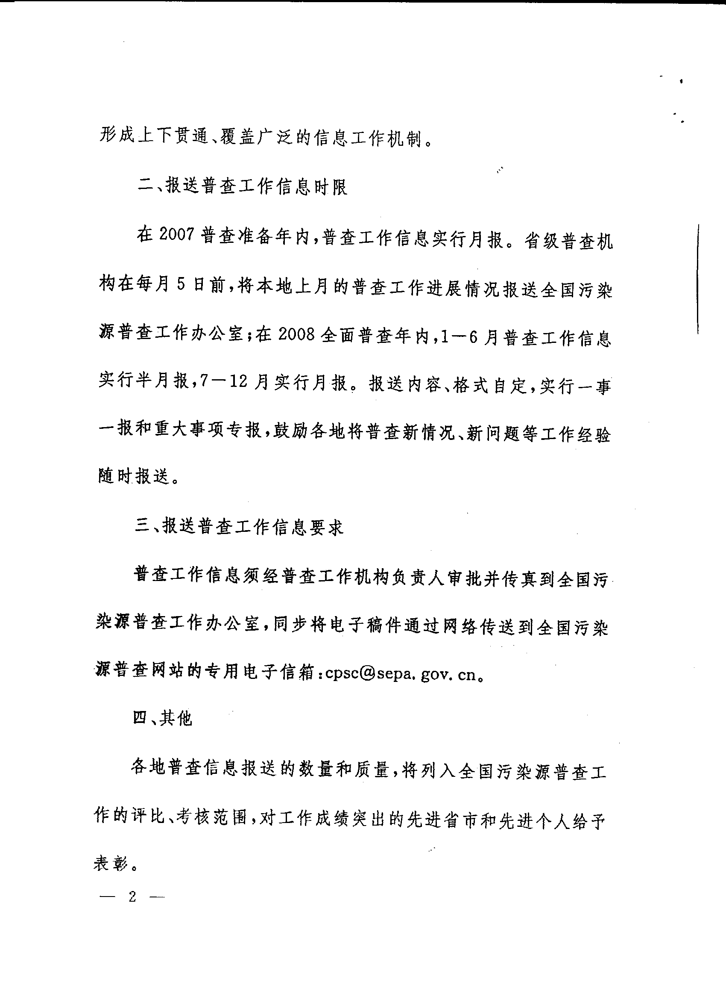 形成上下贯通、覆盖广泛的信息工作机制。
二、报送普查工作信息时限
在 2007 普查准备年内,普查工作信息实行月报。省级普查机
构在每月 5 日前,将本地上月的普查工作进展情况报送全国污染
源普查工作办公室;在 2008 全面普查年内,1—6 月普查工作信息
实行半月报,7—12 月实行月报。报送内容、格式自定,实行一事
一报和重大事项专报,鼓励各地将普查新情况、新问题等工作经验
随时报送。
三、报送普查工作信息要求
普查工作信息须经普查工作机构负责人审批并传真到全国污
染源普查工作办公室,同步将电子稿件通过网络传送到全国污染
源普查网站的专用电子信箱:cpsc@sepa.gov.cn。
四、其他
各地普查信息报送的数量和质量,将列入全国污染源普查工
作的评比、考核范围,对工作成绩突出的先进省市和先进个人给予
表彰。
— 2 —